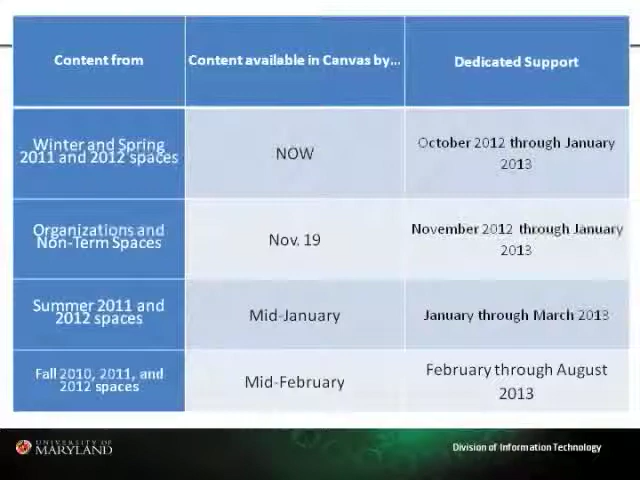 Content from
Content available in Canvas by...
Dedicated Support
Winter and Spring
2011 and 2012 spaces
NOW
October 2012 through January
2013
Organizations and
Non-Term Spaces
Nov. 19
November 2012 through January
2013
Summer 2011 and
2012 spaces
Mid-January
January through March 2013
Fall 2010, 2011, and
2012 spaces
Mid-February
February through August
2013
UNIVERSITY OF
MARYLAND
Division of Information Technology